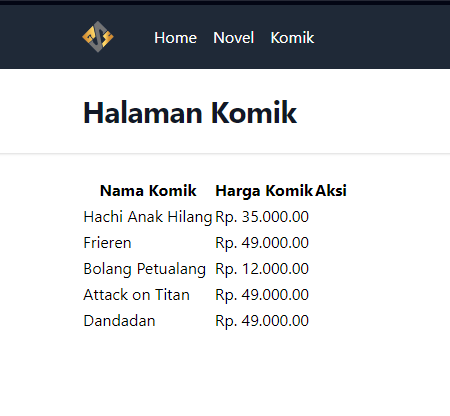 Home Novel Komik
Halaman Komik
Nama Komik Harga Komik Aksi
Hachi Anak Hilang Rp. 35.000.00
Frieren Rp. 49.000.00
Bolang Petualang Rp. 12.000.00
Attack on Titan Rp. 49.000.00
Dandadan Rp. 49.000.00